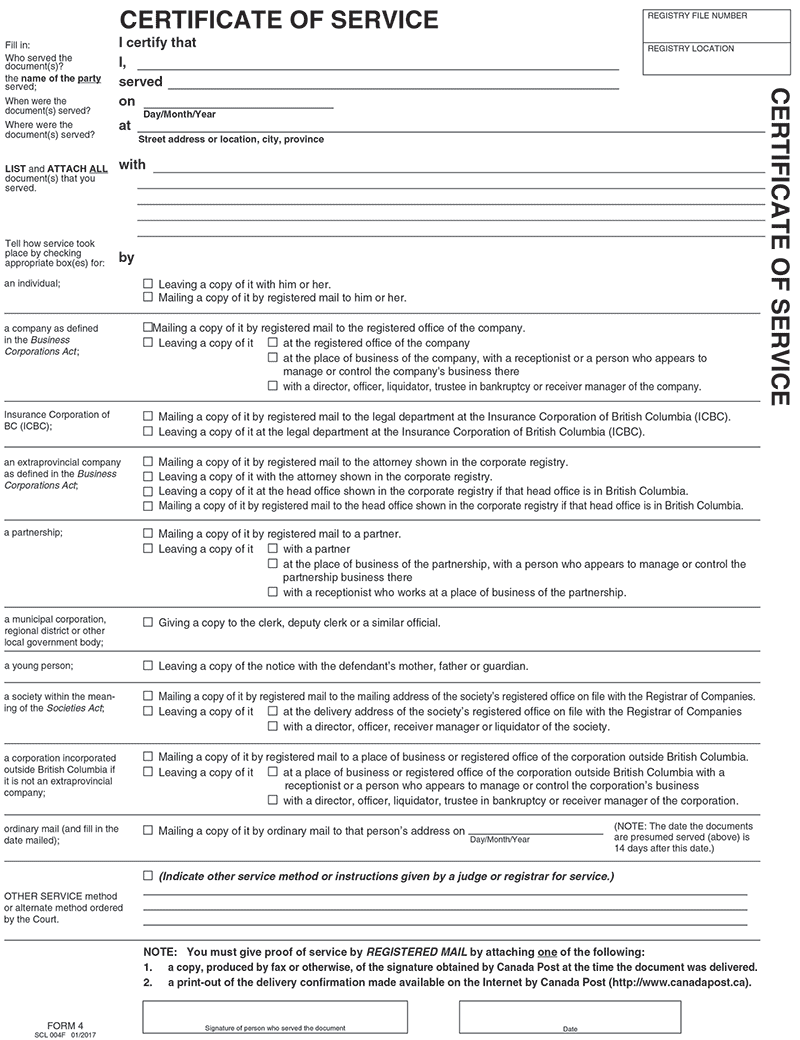 CERTIFICATE OF SERVICE
REGISTRY FILE NUMBER
REGISTRY LOCATION
CERTIFICATE OF SERVICE
Fill in:
I certify that
Who served the
document(s)?
I,
the name of the party
served;
served
When were the
document(s) served?
on
Day/Month/Year
Where were the
document(s) served?
at
Street address or location, city, province
LIST and ATTACH ALL
document(s) that you
served.
with
Tell how service took
place by checking
appropriate box(es) for:
by
an individual;
Leaving a copy of it with him or her.
Mailing a copy of it by registered mail to him or her.
a company as defined
in the Business
Corporations Act;
Mailing a copy of it by registered mail to the registered office of the company.
Leaving a copy of it at the registered office of the company
at the place of business of the company, with a receptionist or a person who appears to
manage or control the company's business there
with a director, officer, liquidator, trustee in bankruptcy or receiver manager of the company.
Insurance Corporation of
BC (ICBC);
Mailing a copy of it by registered mail to the legal department at the Insurance Corporation of British Columbia (ICBC).
Leaving a copy of it at the legal department at the Insurance Corporation of British Columbia (ICBC).
an extraprovincial company
as defined in the Business
Corporations Act;
Mailing a copy of it by registered mail to the attorney shown in the corporate registry.
Leaving a copy of it with the attorney shown in the corporate registry.
Leaving a copy of it at the head office shown in the corporate registry if that head office is in British Columbia.
Mailing a copy of it by registered mail to the head office shown in the corporate registry if that head office is in British Columbia.
a partnership;
Mailing a copy of it by registered mail to a partner.
Leaving a copy of it with a partner
at the place of business of the partnership, with a person who appears to manage or control the
partnership business there
with a receptionist who works at a place of business of the partnership.
a municipal corporation,
regional district or other
local government body;
Giving a copy to the clerk, deputy clerk or a similar official.
a young person;
Leaving a copy of the notice with the defendant's mother, father or guardian.
a society within the mean-
ing of the Societies Act;
Mailing a copy of it by registered mail to the mailing address of the society's registered office on file with the Registrar of Companies.
Leaving a copy of it at the delivery address of the society's registered office on file with the Registrar of Companies
with a director, officer, receiver manager or liquidator of the society.
a corporation incorporated
outside British Columbia if
it is not an extraprovincial
company;
Mailing a copy of it by registered mail to a place of business or registered office of the corporation outside British Columbia.
Leaving a copy of it at a place of business or registered office of the corporation outside British Columbia with a
receptionist or a person who appears to manage or control the corporation's business
with a director, officer, liquidator, trustee in bankruptcy or receiver manager of the corporation.
ordinary mail (and fill in the
date mailed);
Mailing a copy of it by ordinary mail to that person's address on
Day/Month/Year
(NOTE: The date the documents
are presumed served (above) is
14 days after this date.)
OTHER SERVICE method
or alternate method ordered
by the Court.
(Indicate other service method or instructions given by a judge or registrar for service.)
NOTE: You must give proof of service by REGISTERED MAIL by attaching one of the following:
1. a copy, produced by fax or otherwise, of the signature obtained by Canada Post at the time the document was delivered.
2. a print-out of the delivery confirmation made available on the Internet by Canada Post (http://www.canadapost.ca).
FORM 4
SCL 004F 01/2017
Signature of person who served the document
Date